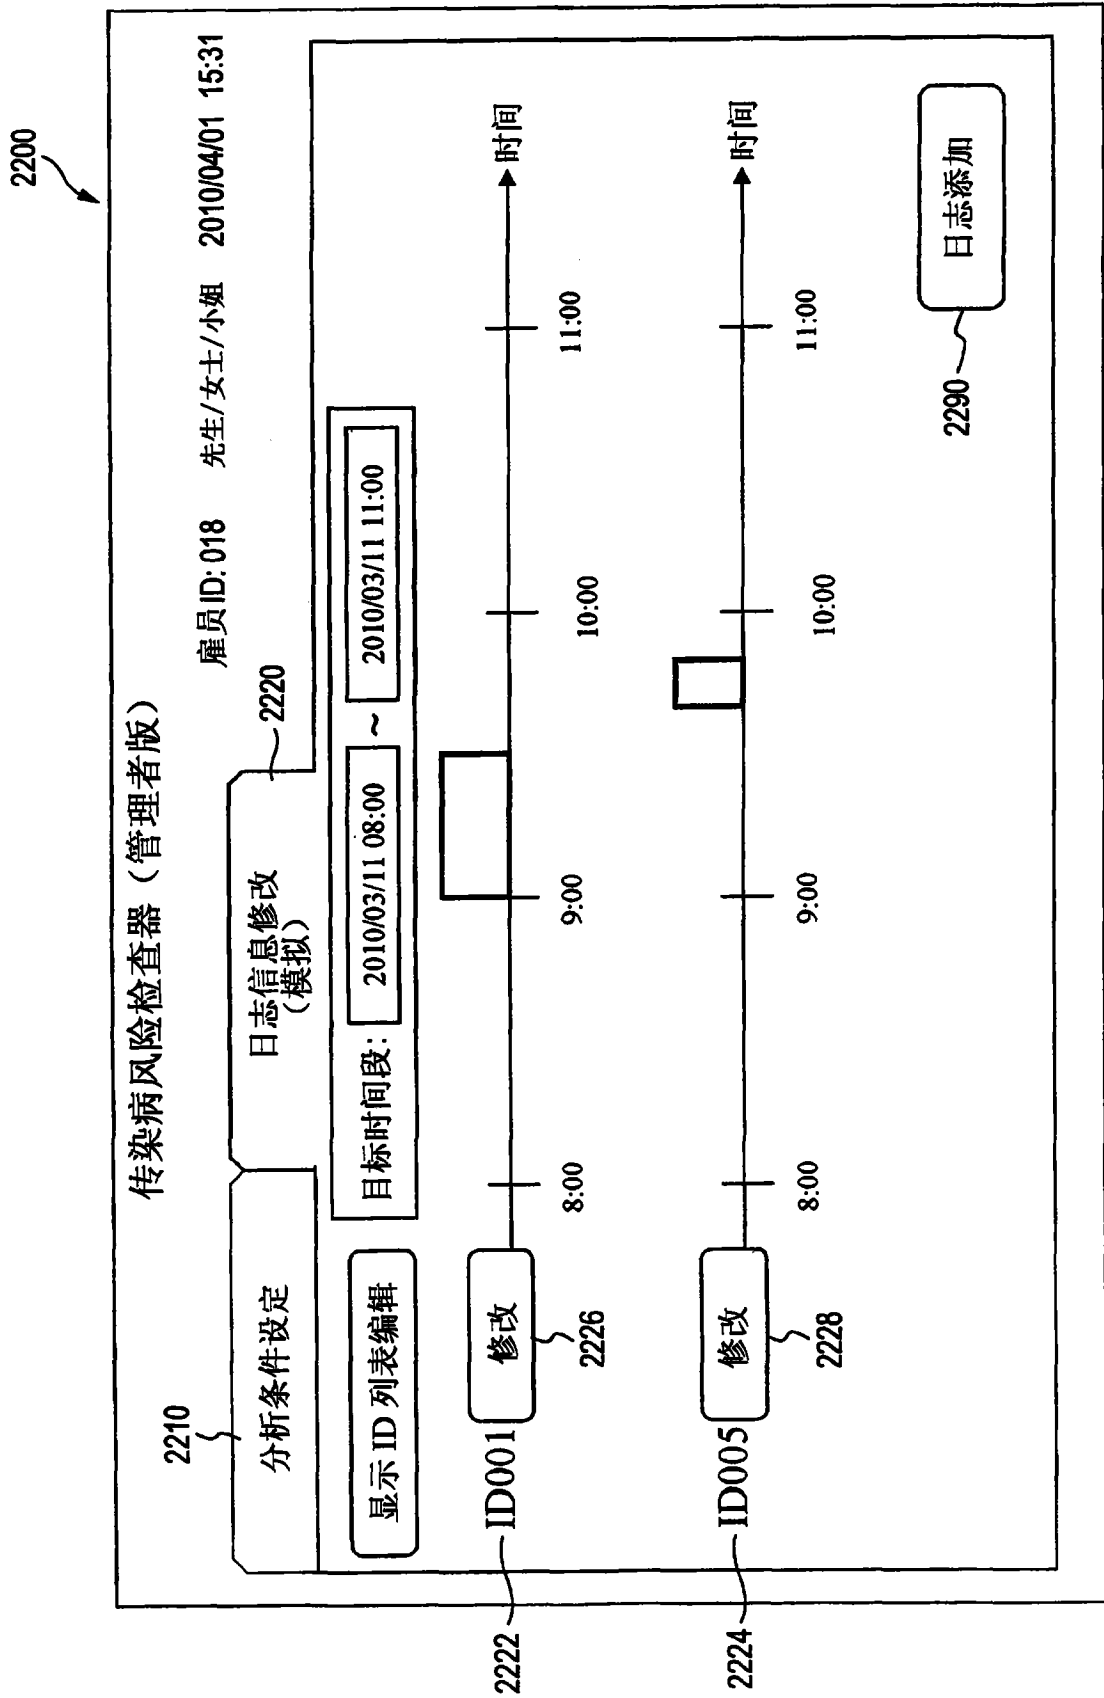 2200
传染病风险检查器（管理者版）
雇员ID: 018 先生/女士/小姐 2010/04/01 15:31
2210
分析条件设定
日志信息修改
（模拟）
2220
显示 ID 列表编辑
目标时间段: 2010/03/11 08:00 ~ 2010/03/11 11:00
2222
ID001
修改
时间
8:00 9:00 10:00 11:00
2226
2224
ID005
修改
时间
8:00 9:00 10:00 11:00
2228
2290
日志添加